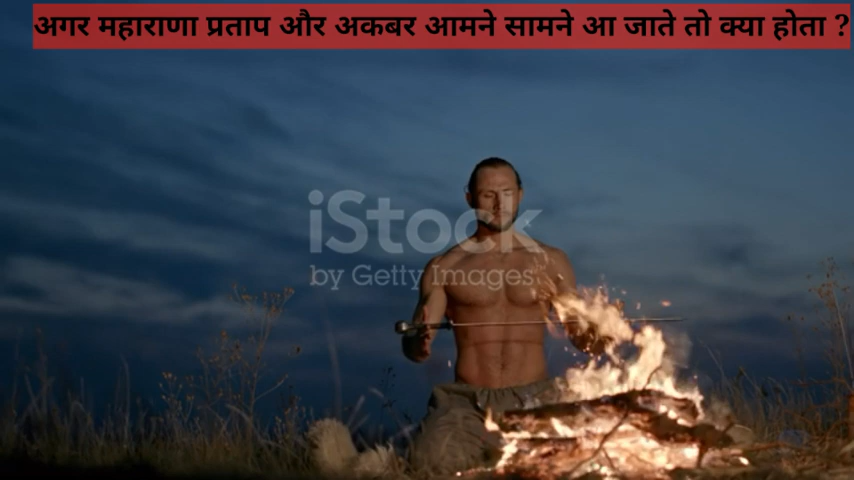 अगर महाराणा प्रताप और अकबर आमने सामने आ जाते तो क्या होता ?
iStock
by Getty Images